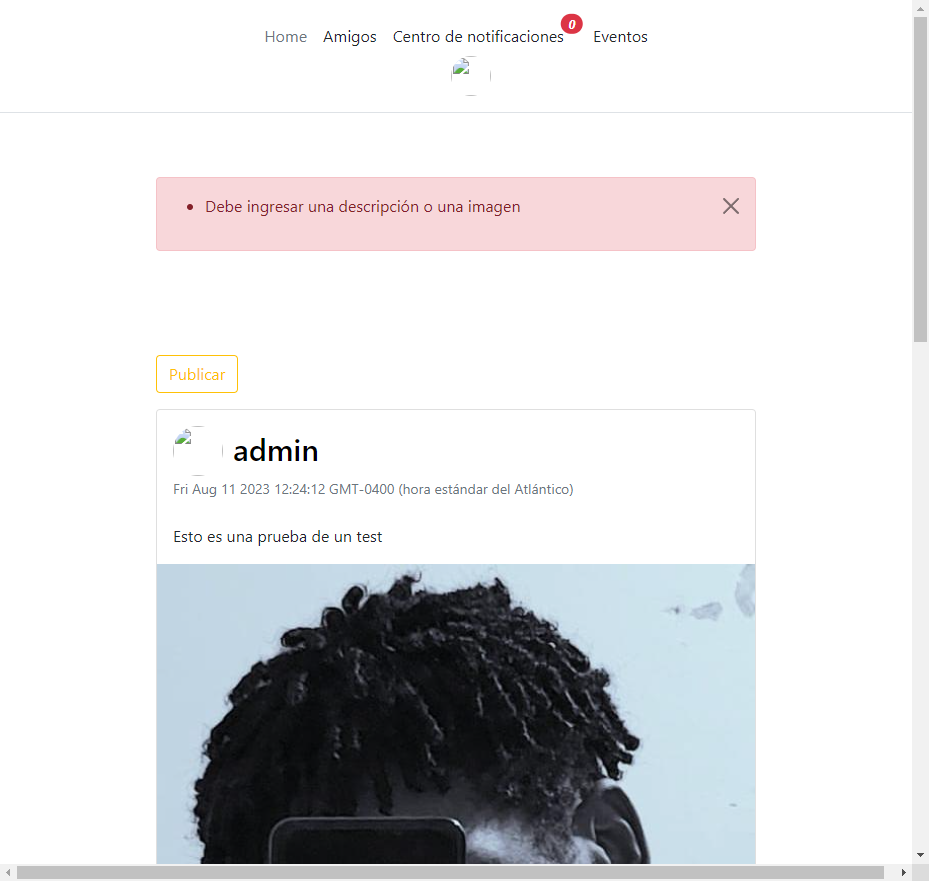 Home Amigos Centro de notificaciones 0 Eventos
Debe ingresar una descripción o una imagen
Publicar
admin
Fri Aug 11 2023 12:24:12 GMT-0400 (hora estándar del Atlántico)
Esto es una prueba de un test